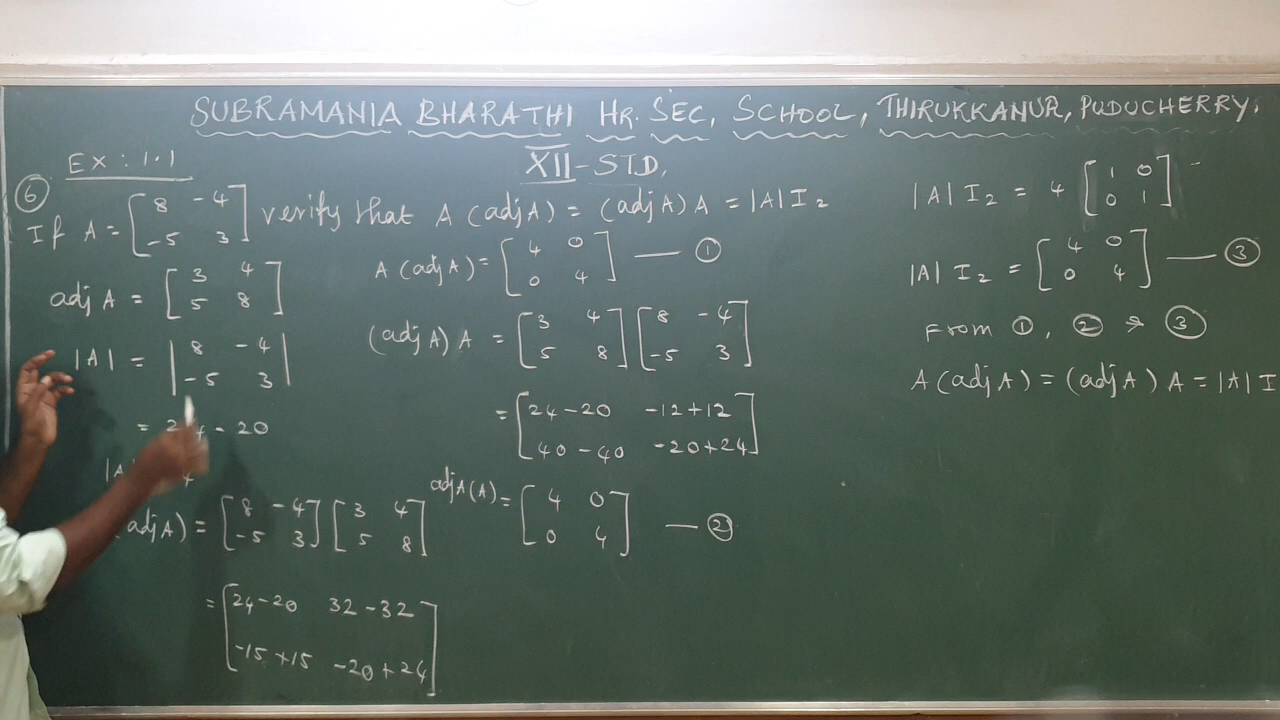 SUBRAMANIA BHARATHI HR. SEC, SCHOOL, THIRUKKANUR, PUDUCHERRY.
XII-STD,
EX: 1.1
⑥ If A = [8 -4; -5 3] verify that A (adj A) = (adj A) A = |A| I₂
adj A = [3 4; 5 8]
|A| = |8 -4; -5 3|
= 24 - 20
adj A) = [8 -4; -5 3] [3 4; 5 8]
= [24-20 32-32; -15+15 -20+24]
A (adj A) = [4 0; 0 4] — ①
(adj A) A = [3 4; 5 8] [8 -4; -5 3]
= [24-20 -12+12; 40-40 -20+24]
adj A(A) = [4 0; 0 4] — ②
|A| I₂ = 4 [1 0; 0 1]
|A| I₂ = [4 0; 0 4] — ③
From ①, ② & ③
A (adj A) = (adj A) A = |A| I